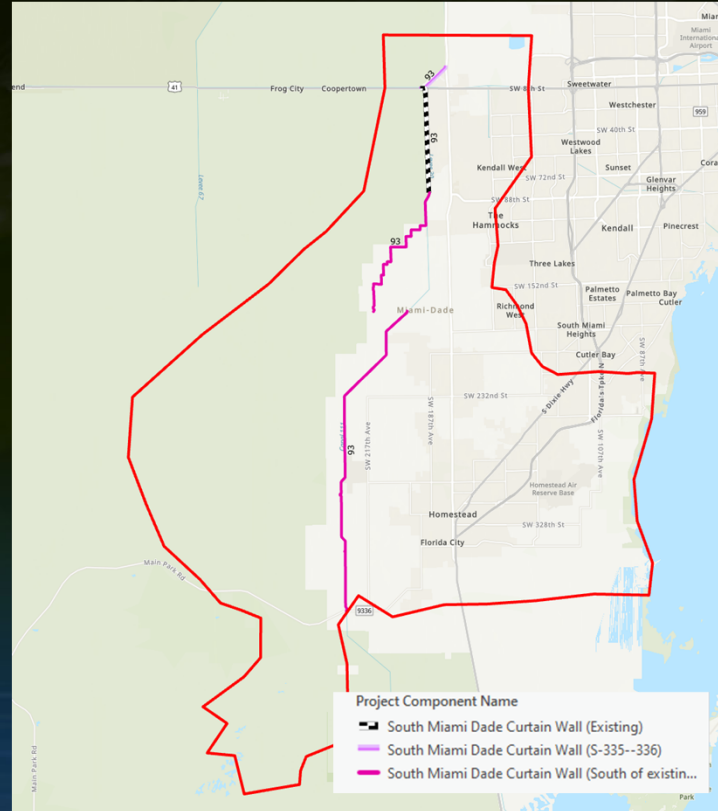 Miar
Miami
Internationa
Airport
93
end
41
Frog City
Coopertown
SW 8th St
Sweetwater
Westchester
959
93
SW 40th St
Westwood
Lakes
Sunset
Cora
Kendall West
SW 72nd St
Glenvar
Heights
Levee 67
SW 88th St
The
Hammocks
Kendall
Pinecrest
93
Three Lakes
SW 152nd St
Palmetto
Estates
Palmetto Bay
Cutler
Miami-Dade
Richmond
West
South Miami
Heights
SW 87th Ave
Cutler Bay
S Dixie Hwy
Florida's Tpke N
SW 232nd St
SW 187th Ave
SW 217th Ave
93
SW 107th Ave
Homestead Air
Reserve Base
Homestead
SW 328th St
Florida City
Main Park Rd
9336
Main Park Rd
Project Component Name
South Miami Dade Curtain Wall (Existing)
South Miami Dade Curtain Wall (S-335--336)
South Miami Dade Curtain Wall (South of existin...
Park